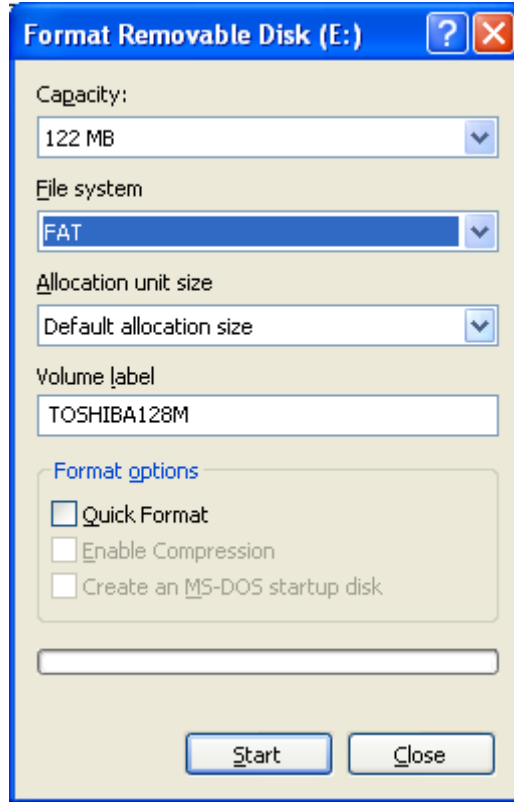 Format Removable Disk (E:)
Capacity:
122 MB
File system
FAT
Allocation unit size
Default allocation size
Volume label
TOSHIBA128M
Format options
Quick Format
Enable Compression
Create an MS-DOS startup disk
Start Close